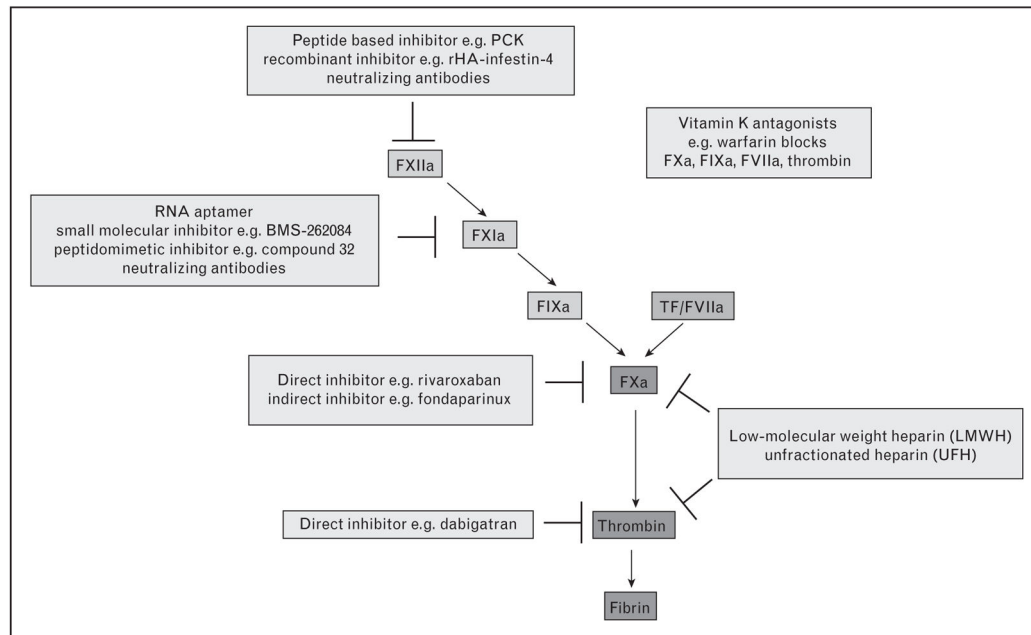 Peptide based inhibitor e.g. PCK
recombinant inhibitor e.g. rHA-infestin-4
neutralizing antibodies
Vitamin K antagonists
e.g. warfarin blocks
FXa, FIXa, FVIIa, thrombin
FXIIa
RNA aptamer
small molecular inhibitor e.g. BMS-262084
peptidomimetic inhibitor e.g. compound 32
neutralizing antibodies
FXIa
FIXa
TF/FVIIa
Direct inhibitor e.g. rivaroxaban
indirect inhibitor e.g. fondaparinux
FXa
Low-molecular weight heparin (LMWH)
unfractionated heparin (UFH)
Direct inhibitor e.g. dabigatran
Thrombin
Fibrin